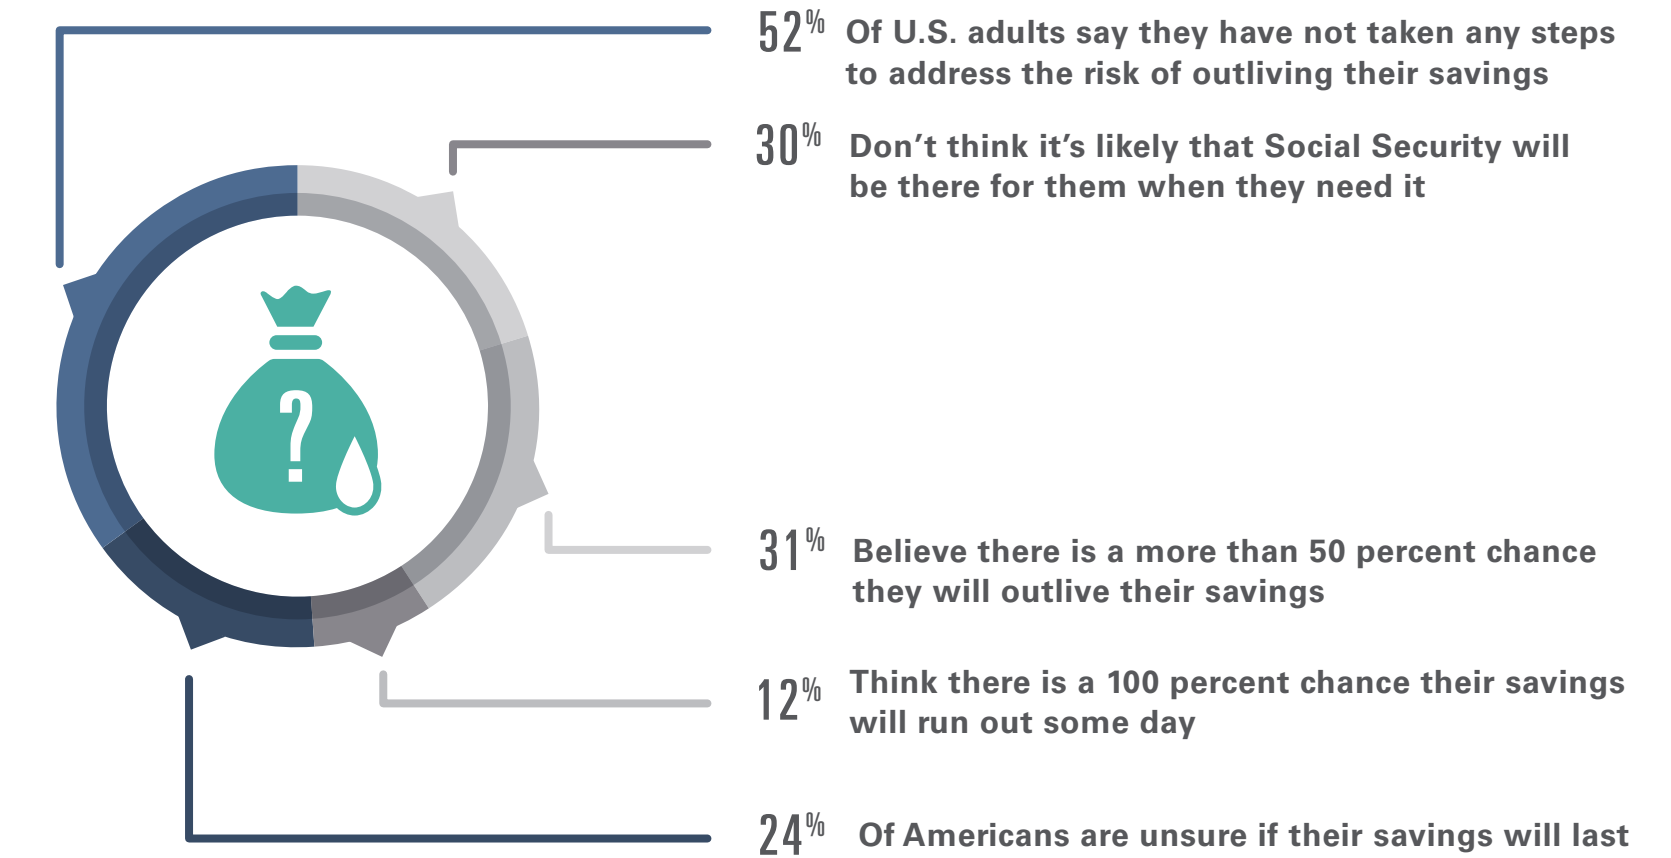 52% Of U.S. adults say they have not taken any steps
to address the risk of outliving their savings
30% Don’t think it’s likely that Social Security will
be there for them when they need it
?
31% Believe there is a more than 50 percent chance
they will outlive their savings
12% Think there is a 100 percent chance their savings
will run out some day
24% Of Americans are unsure if their savings will last